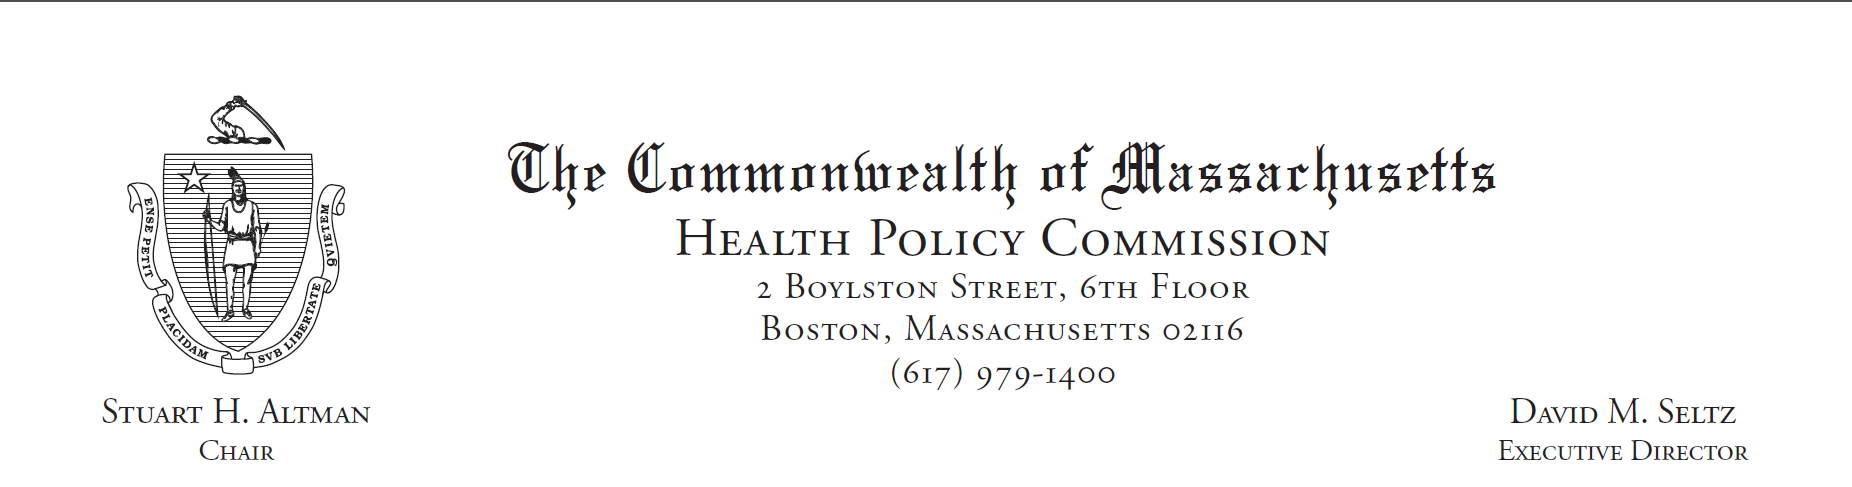 The Commonwealth of Massachusetts
Health Policy Commission
2 Boylston Street, 6th Floor
Boston, Massachusetts 02116
(617) 979-1400
ENSE PETIT
PLACIDAM
SVB LIBERTATE
QVIETEM
Stuart H. Altman
Chair
David M. Seltz
Executive Director